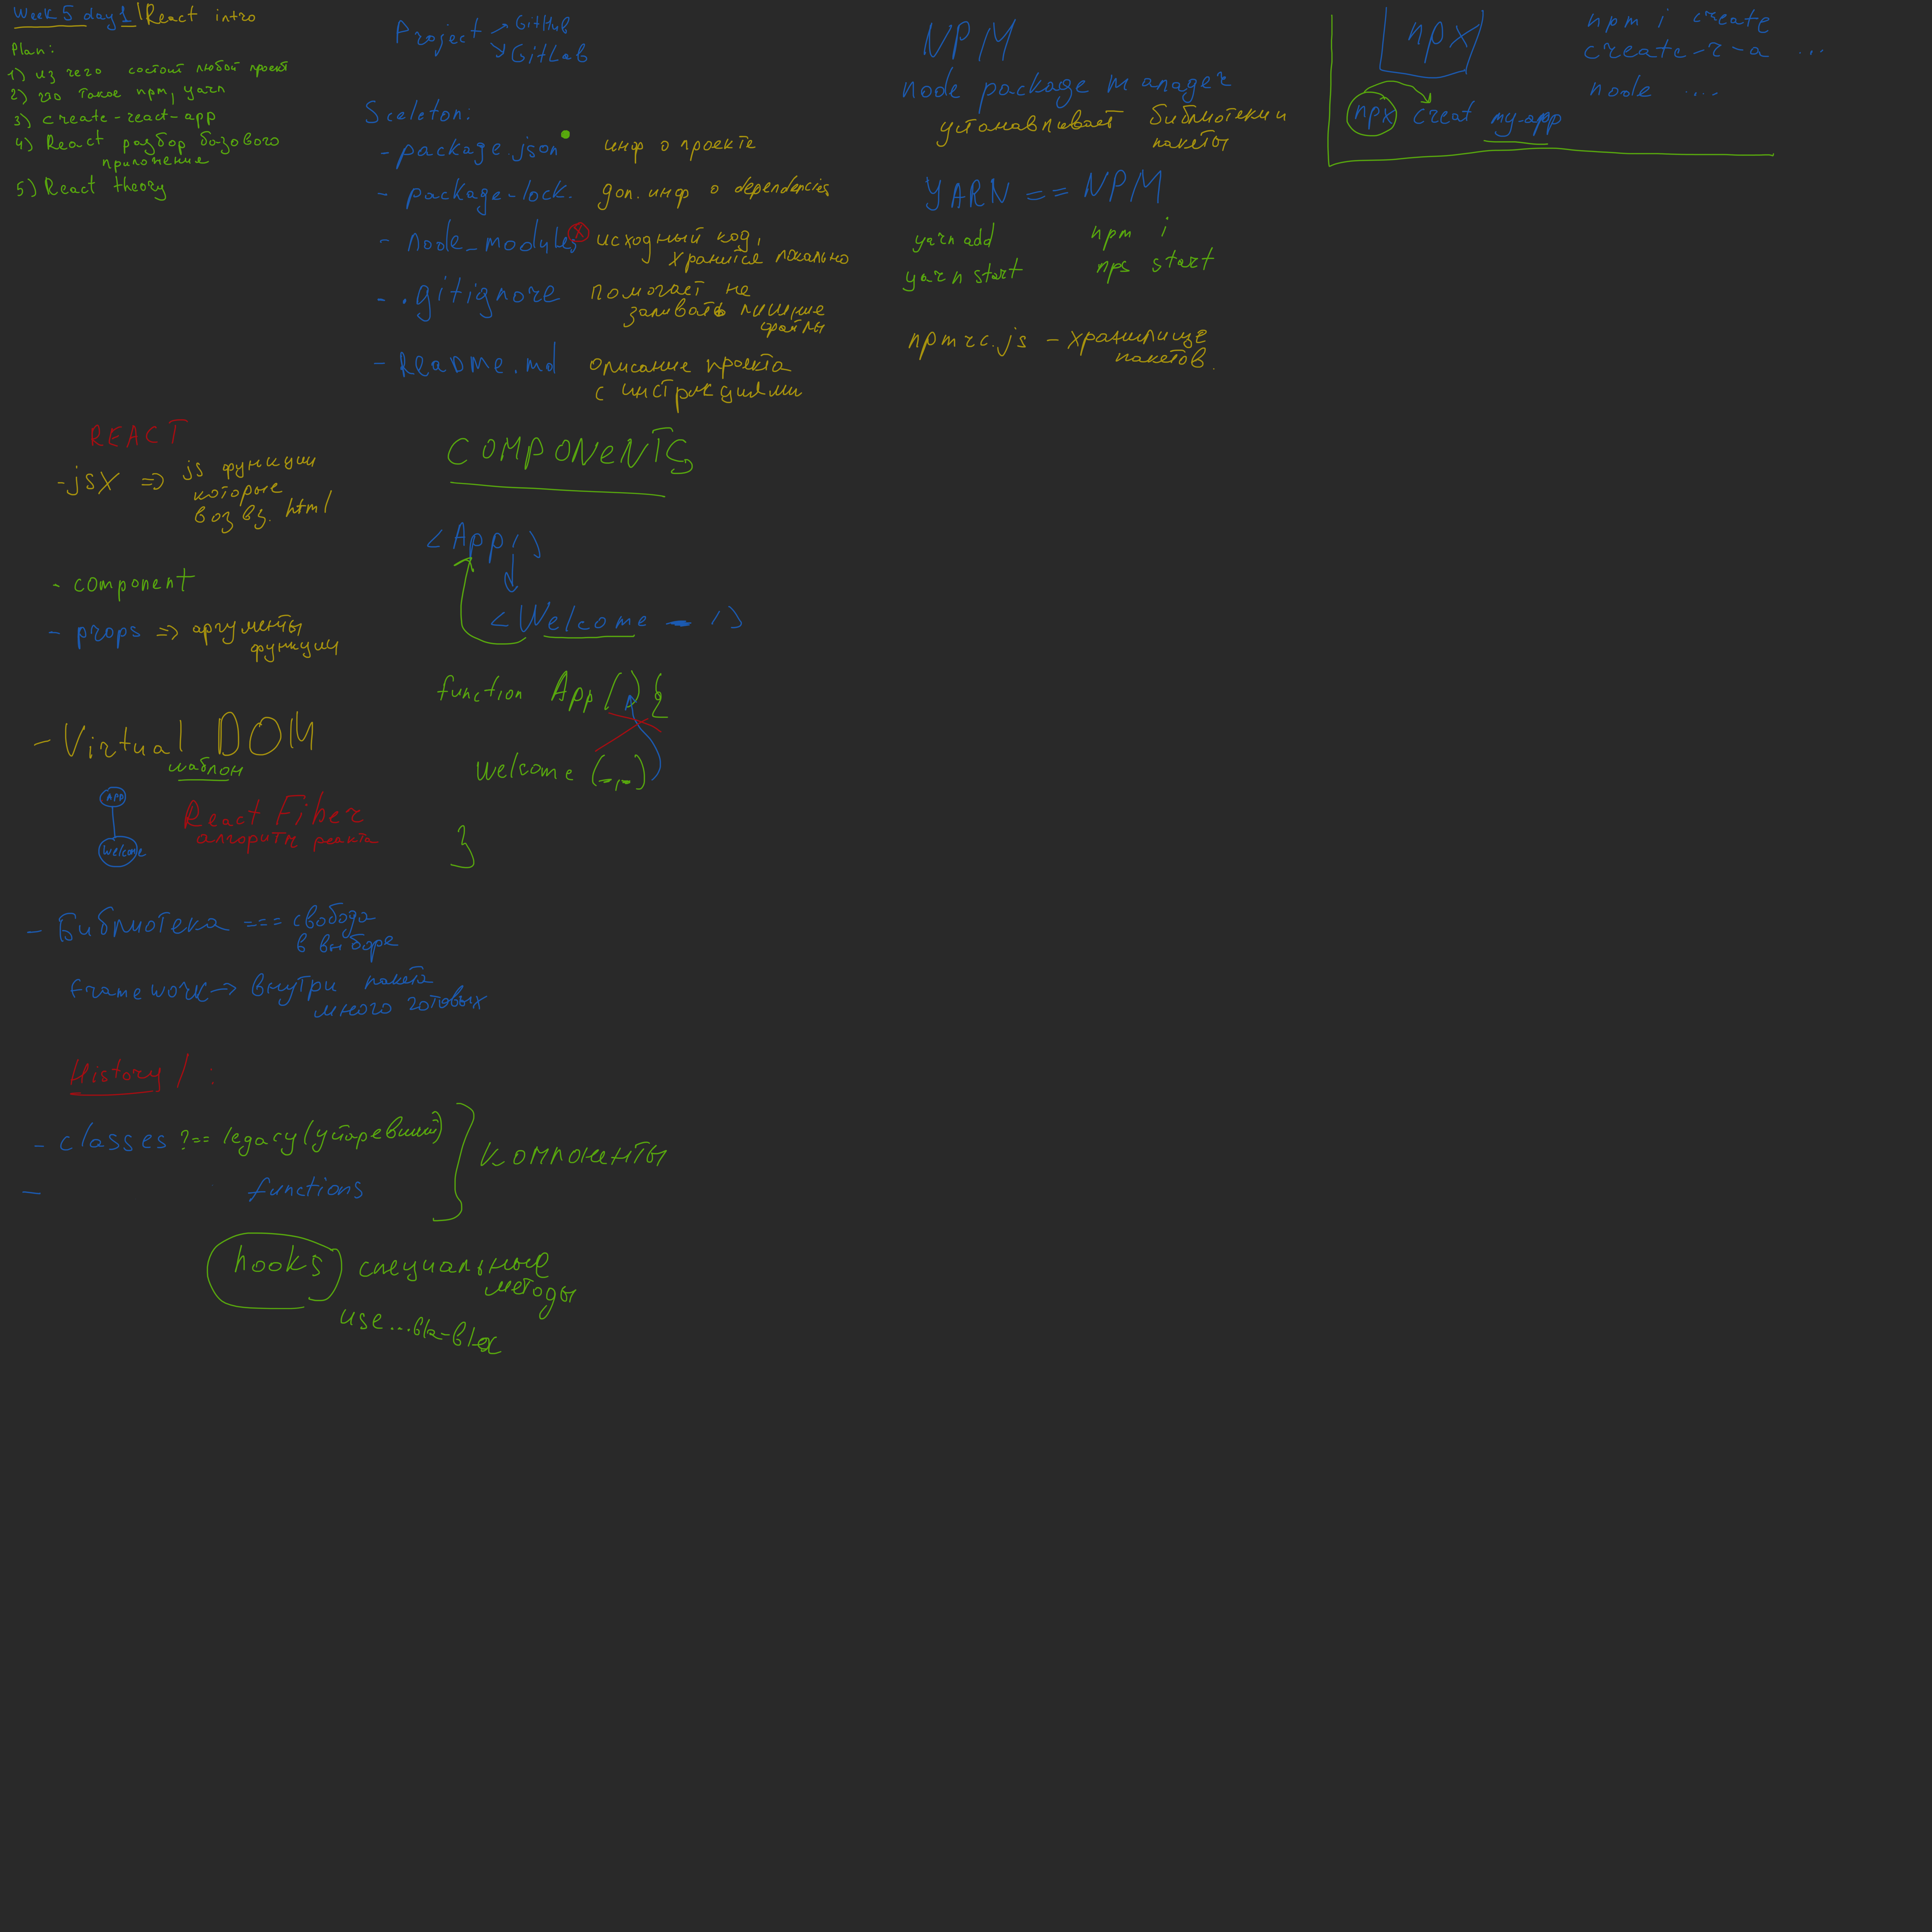 Week 5 day 1 | React intro
Plan:
1) из чего состоит любой проект
2) что такое npm, yarn
3) create-react-app
4) React разбор базового
приложение
5) React theory
Project → GitHub
→ GitLab
Sceleton:
- package.json инф о проекте
- package-lock. доп. инф о dependencies
- node_modules исходный код,
хранится локально
- .gitignore помогает не
заливать лишние
файлы
- ReaDMe.md описание проекта
с инструкциями
NPM
node package manager
устанавливает библиотеки и
пакеты
YARN == NPM
yarn add npm i
yarn start nps start
npmrc.js - хранилище
пакетов.
npx
npx creat my-app
npm i create
create-r-a ...
node ....
REACT
- jsx => js функции
которые
возвз. html
- component
- props => аргументы
функции
- Virtual DOM
шаблон
APP
Welcome
React Fiber
алгоритм реакта
- Библиотека === свобода
в выборе
framework -> внутри пакета
много готовых
COMPONeNTS
<App/>
<Welcome - />
function App() {
Welcome (-,-)
}
History / :
- classes ?== legacy (устаревший)
- functions
компоненты
hooks специальные
методы
use...bla-bla